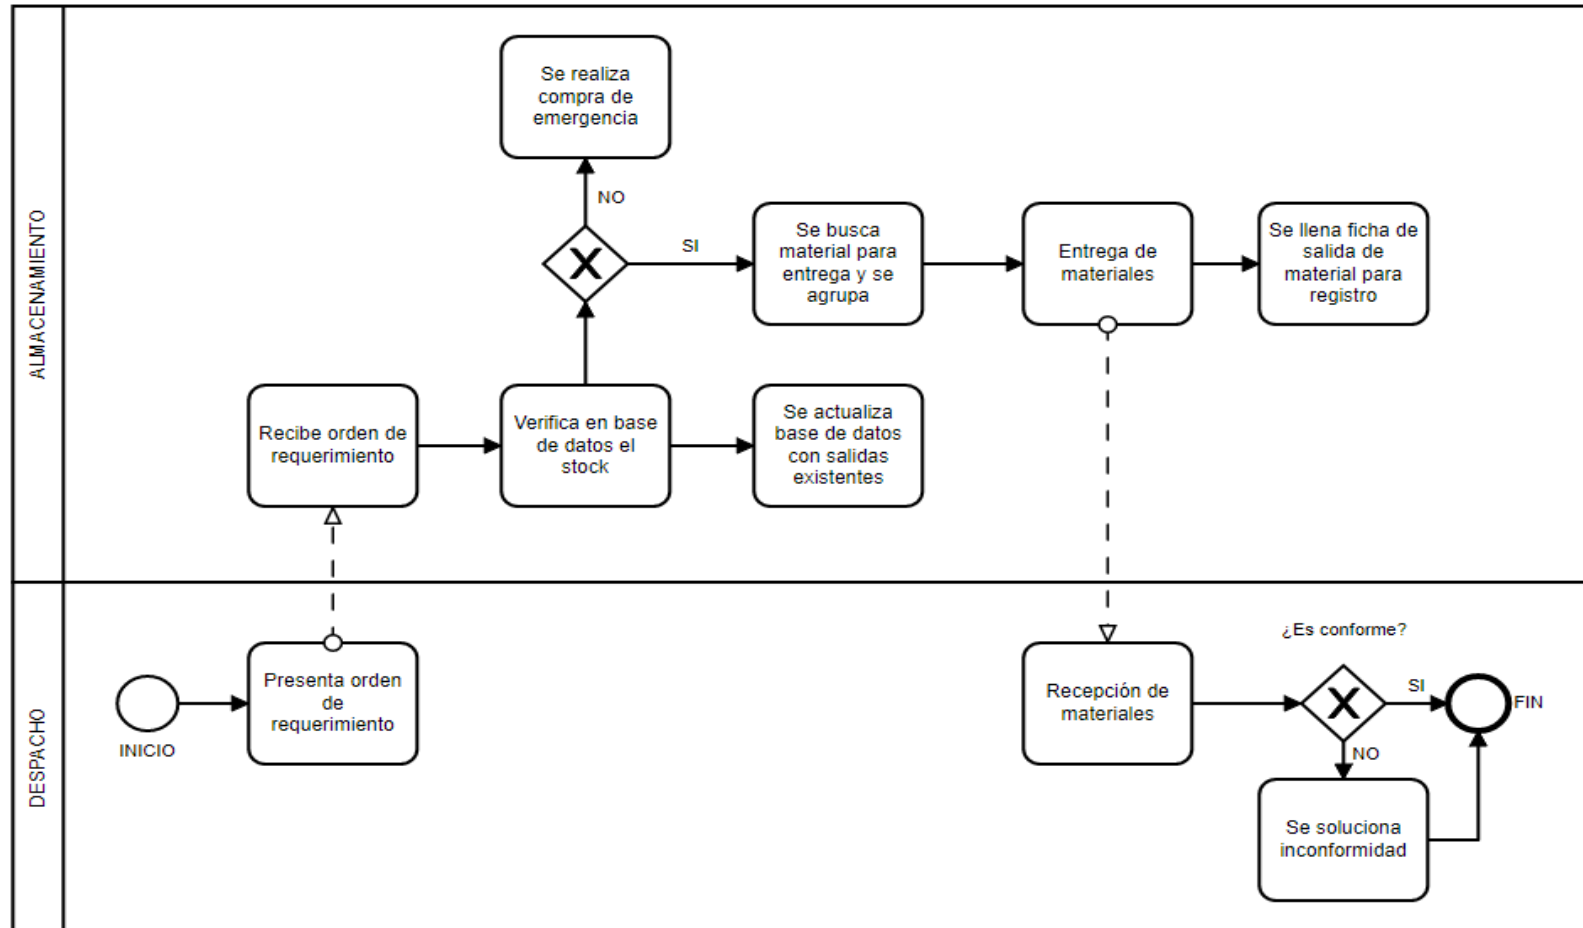 ALMACENAMIENTO
Se realiza
compra de
emergencia
NO
SI
Se busca
material para
entrega y se
agrupa
Entrega de
materiales
Se llena ficha de
salida de
material para
registro
Recibe orden de
requerimiento
Verifica en base
de datos el
stock
Se actualiza
base de datos
con salidas
existentes
DESPACHO
INICIO
Presenta orden
de
requerimiento
Recepción de
materiales
¿Es conforme?
SI
FIN
NO
Se soluciona
inconformidad